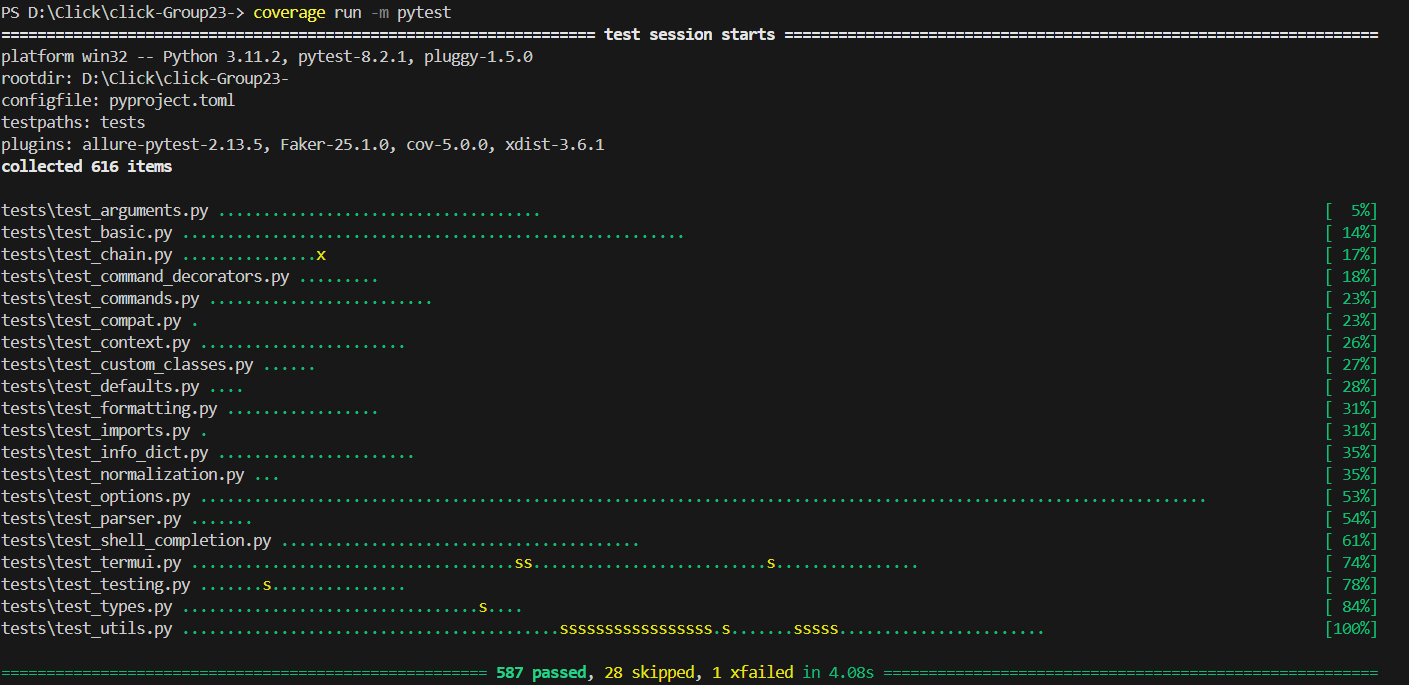 PS D:\Click\click-Group23-> coverage run -m pytest
================================================================== test session starts ==================================================================
platform win32 -- Python 3.11.2, pytest-8.2.1, pluggy-1.5.0
rootdir: D:\Click\click-Group23-
configfile: pyproject.toml
testpaths: tests
plugins: allure-pytest-2.13.5, Faker-25.1.0, cov-5.0.0, xdist-3.6.1
collected 616 items

tests\test_arguments.py .................................... [  5%]
tests\test_basic.py ........................................................ [ 14%]
tests\test_chain.py ...............x [ 17%]
tests\test_command_decorators.py ......... [ 18%]
tests\test_commands.py ......................... [ 23%]
tests\test_compat.py . [ 23%]
tests\test_context.py ....................... [ 26%]
tests\test_custom_classes.py ...... [ 27%]
tests\test_defaults.py .... [ 28%]
tests\test_formatting.py ................. [ 31%]
tests\test_imports.py . [ 31%]
tests\test_info_dict.py ...................... [ 35%]
tests\test_normalization.py ... [ 35%]
tests\test_options.py ................................................................................................................ [ 53%]
tests\test_parser.py ....... [ 54%]
tests\test_shell_completion.py ........................................ [ 61%]
tests\test_termui.py ....................................ss..........................s................ [ 74%]
tests\test_testing.py .......s............... [ 78%]
tests\test_types.py .................................s.... [ 84%]
tests\test_utils.py ..........................................sssssssssssssssss.s.......sssss....................... [100%]

====================================================== 587 passed, 28 skipped, 1 xfailed in 4.08s =======================================================